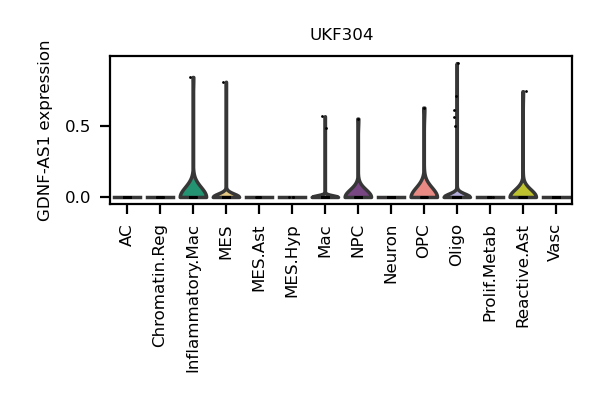 UKF304
GDNF-AS1 expression
0.5
0.0
AC
Chromatin.Reg
Inflammatory.Mac
MES
MES.Ast
MES.Hyp
Mac
NPC
Neuron
OPC
Oligo
Prolif.Metab
Reactive.Ast
Vasc